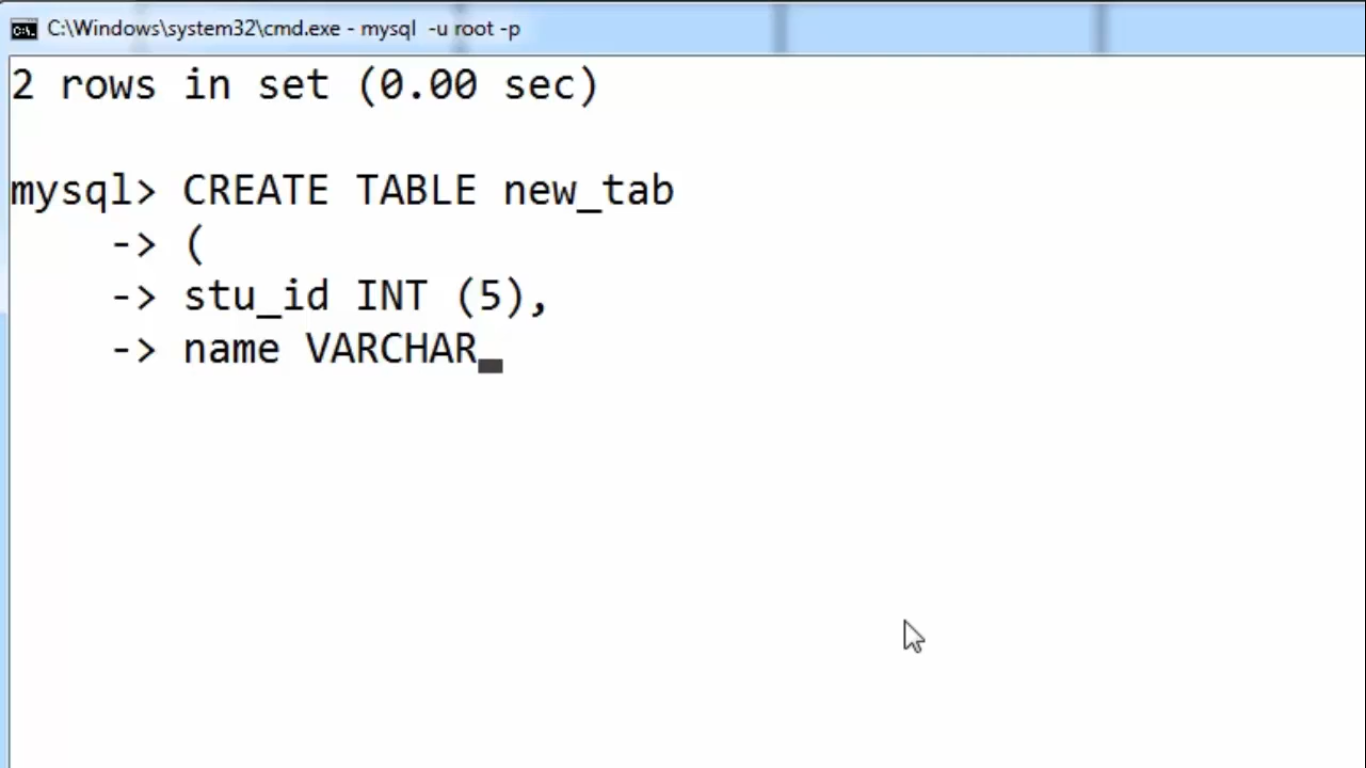 C:\Windows\system32\cmd.exe - mysql -u root -p
2 rows in set (0.00 sec)
mysql> CREATE TABLE new_tab
-> (
-> stu_id INT (5),
-> name VARCHAR